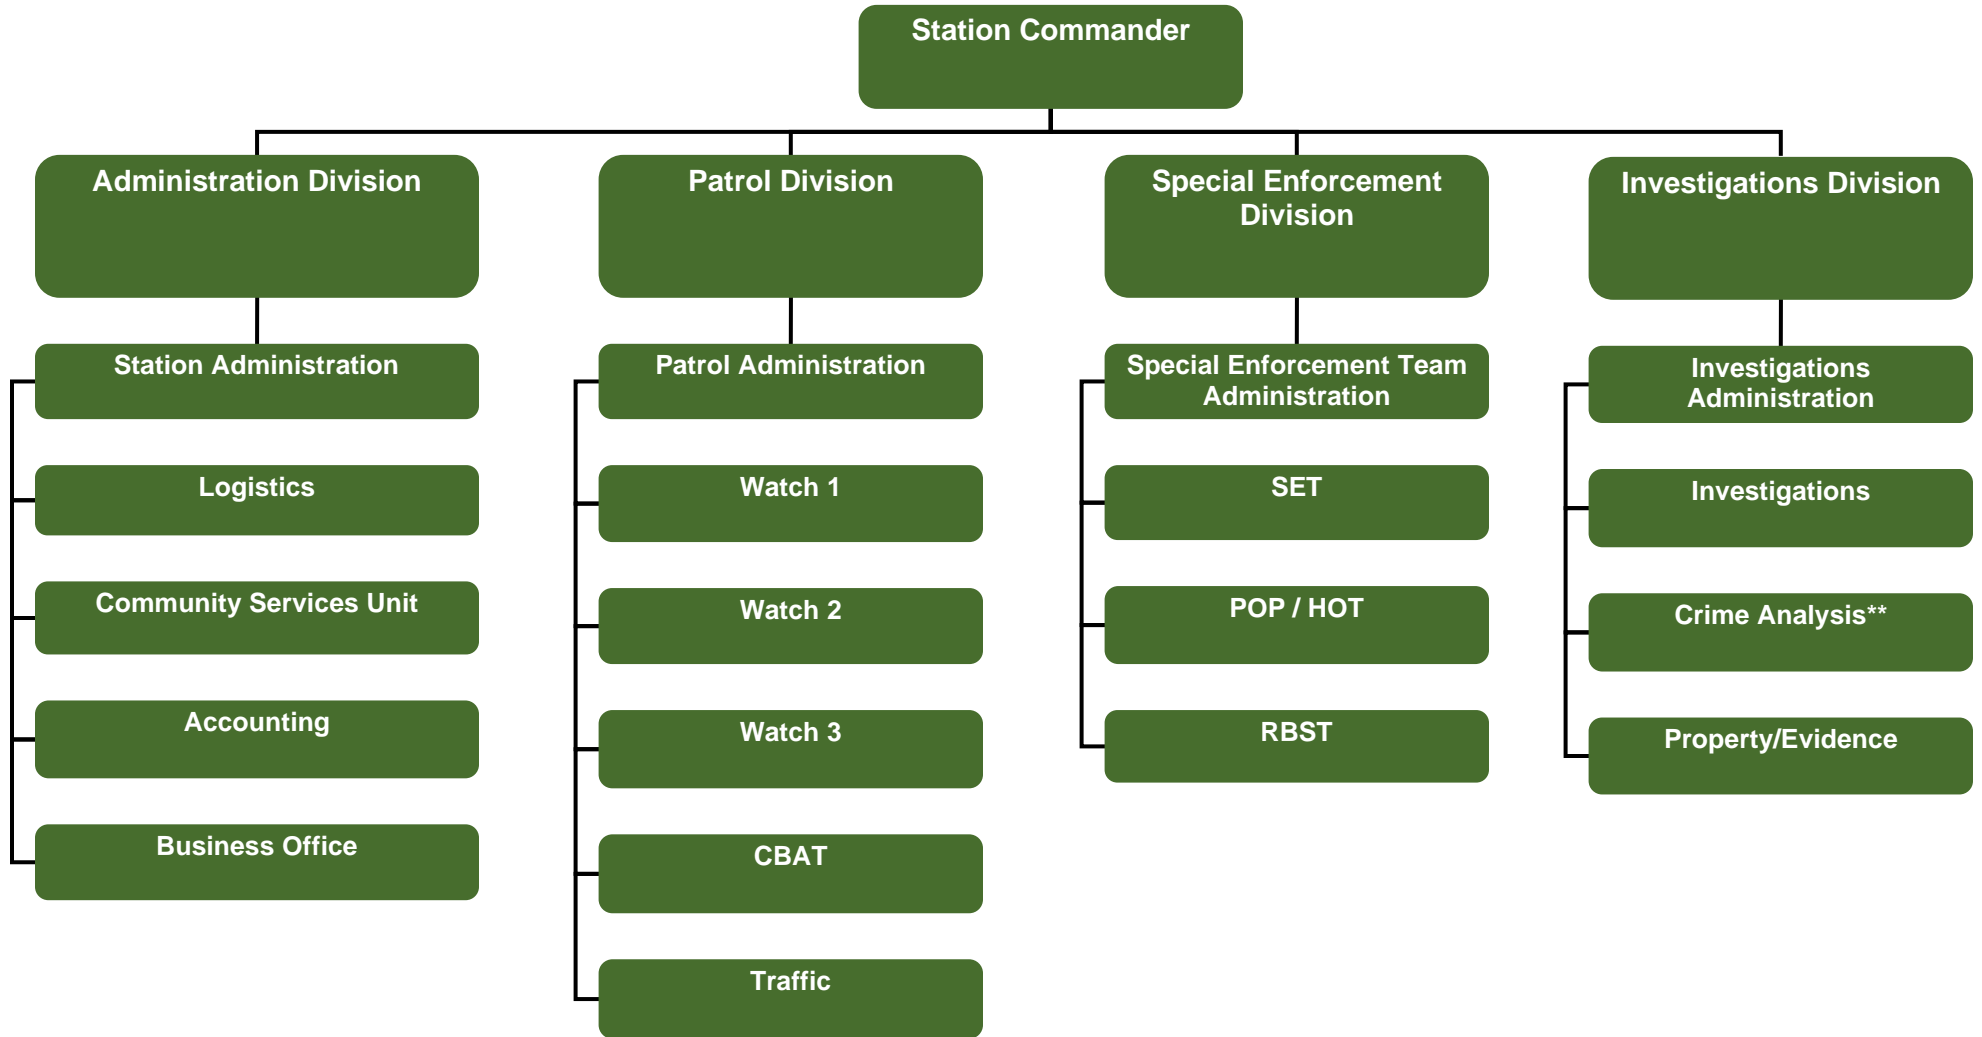 Station Commander
Administration Division
Patrol Division
Special Enforcement
Division
Investigations Division
Station Administration
Logistics
Community Services Unit
Accounting
Business Office
Patrol Administration
Watch 1
Watch 2
Watch 3
CBAT
Traffic
Special Enforcement Team
Administration
SET
POP / HOT
RBST
Investigations
Administration
Investigations
Crime Analysis**
Property/Evidence